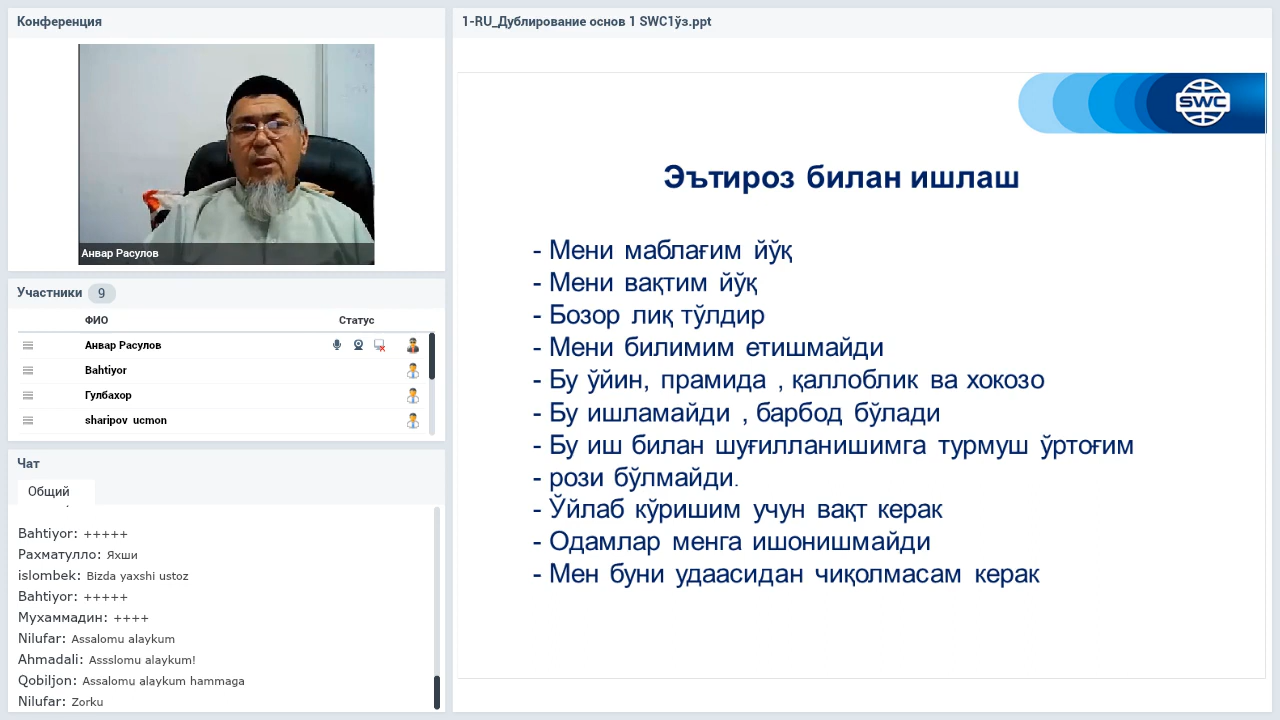 Конференция
Анвар Расулов
Участники 9
ФИО Статус
Анвар Расулов
Bahtiyor
Гулбахор
sharipov ucmon
Чат
Общий
Bahtiyor: +++++
Рахматулло: Яхши
islombek: Bizda yaxshi ustoz
Bahtiyor: +++++
Мухаммадин: ++++
Nilufar: Assalomu alaykum
Ahmadali: Assslomu alaykum!
Qobiljon: Assalomu alaykum hammaga
Nilufar: Zorku
1-RU_Дублирование основ 1 SWC1ўз.ppt
SWC
Эътироз билан ишлаш
- Мени маблағим йўқ
- Мени вақтим йўқ
- Бозор лиқ тўлдир
- Мени билимим етишмайди
- Бу ўйин, прамида , қаллоблик ва хокозо
- Бу ишламайди , барбод бўлади
- Бу иш билан шуғилланишимга турмуш ўртоғим
- рози бўлмайди.
- Ўйлаб кўришим учун вақт керак
- Одамлар менга ишонишмайди
- Мен буни удаасидан чиқолмасам керак